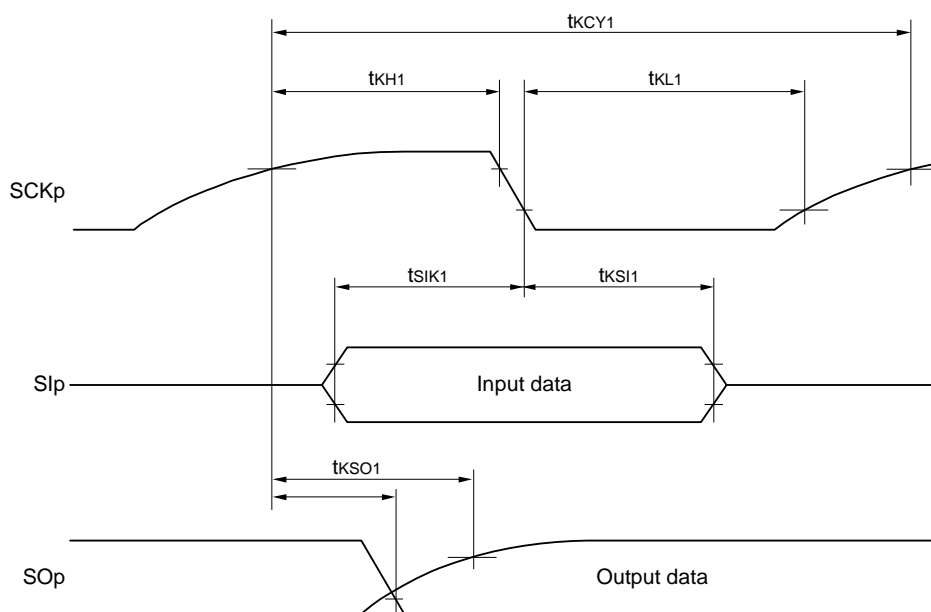 tKCY1
tKH1
tKL1
SCKp
tSIK1
tKSI1
SIp
Input data
tKSO1
SOp
Output data